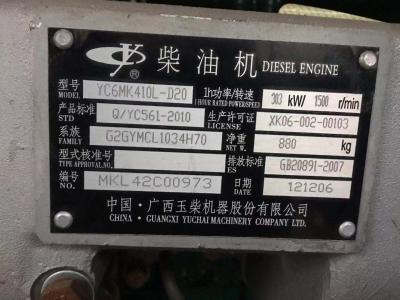 柴油机 DIESEL ENGINE
型号 MODEL YC6MK410L-D20 1h功率/转速 (1 HOUR RATED POWER/SPEED) 303 kW/ 1500 r/min
产品标准 STD Q/YC561-2010 生产许可证 LICENSE XK06-002-00103
系族 FAMILY G2GYMCL1034H70 净重 NET.WEIGHT 880 kg
型式核准号 TYPE APPROVAL NO. 排放标准 GB20891-2007
编号 NO. MKL42C00973 日期 DATE 121206
中国·广西玉柴机器股份有限公司
CHINA · GUANGXI YUCHAI MACHINERY COMPANY LTD.